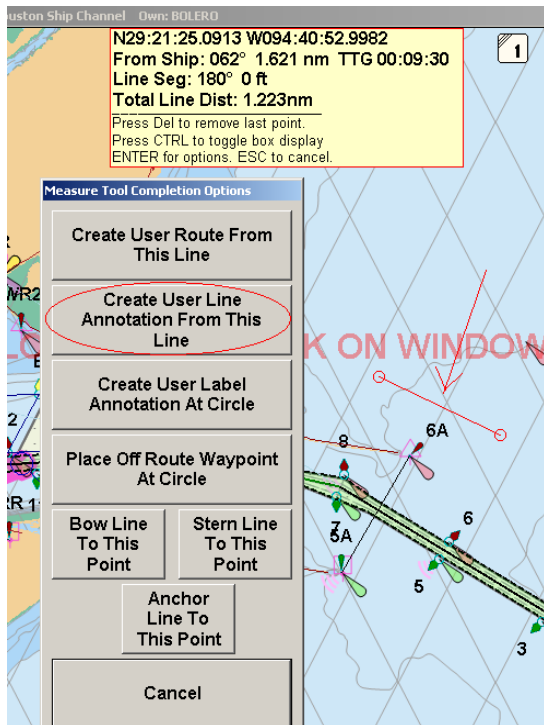 ouston Ship Channel Own: BOLERO
N29:21:25.0913 W094:40:52.9982
From Ship: 062° 1.621 nm TTG 00:09:30
Line Seg: 180° 0 ft
Total Line Dist: 1.223nm
Press Del to remove last point.
Press CTRL to toggle box display
ENTER for options. ESC to cancel.
1
Measure Tool Completion Options
Create User Route From
This Line
Create User Line
Annotation From This
Line
Create User Label
Annotation At Circle
Place Off Route Waypoint
At Circle
Bow Line
To This
Point
Stern Line
To This
Point
Anchor
Line To
This Point
Cancel
WR2
K ON WINDOW
6A
8
7
5A
6
5
3
2